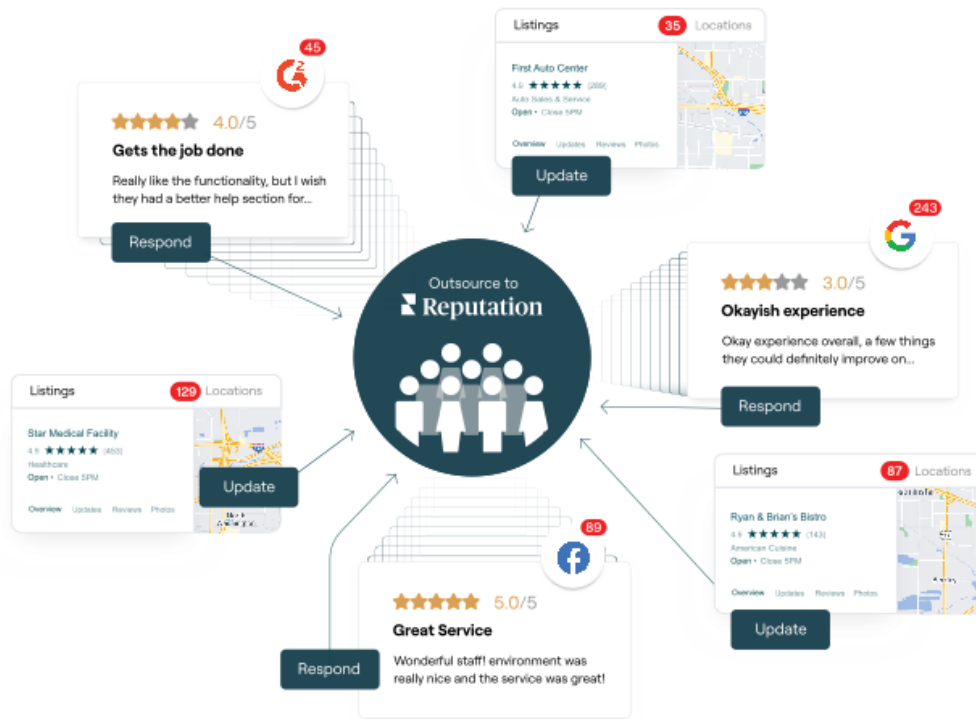 45
4.0/5
Gets the job done
Really like the functionality, but I wish
they had a better help section for...
Respond
Listings
35 Locations
First Auto Center
4.9 (289)
Auto Sales & Service
Open • Close 5PM
Overview Updates Reviews Photos
Update
243
3.0/5
Okayish experience
Okay experience overall, a few things
they could definitely improve on...
Respond
Outsource to
Reputation
Listings
129 Locations
Star Medical Facility
4.9 (453)
Healthcare
Open • Close 5PM
Overview Updates Reviews Photos
Update
89
5.0/5
Great Service
Wonderful staff! environment was
really nice and the service was great!
Respond
Listings
87 Locations
Ryan & Brian's Bistro
4.9 (143)
American Cuisine
Open • Close 5PM
Overview Updates Reviews Photos
Update